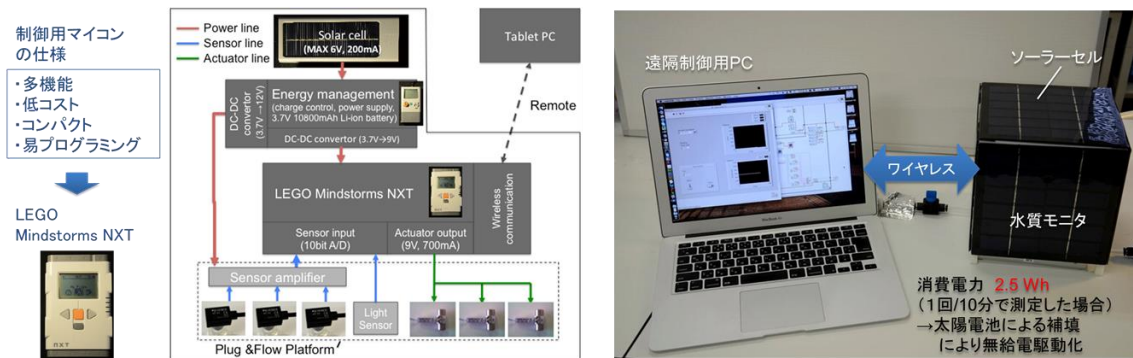 制御用マイコン
の仕様
・多機能
・低コスト
・コンパクト
・易プログラミング
LEGO
Mindstorms NXT
Power line
Sensor line
Actuator line
Solar cell
(MAX 6V, 200mA)
Tablet PC
DC-DC
convertor
(3.7V→12V)
Energy management
(charge control, power supply,
3.7V 10800mAh Li-ion battery)
DC-DC convertor (3.7V→9V)
Remote
LEGO Mindstorms NXT
Wireless
communication
Sensor input
(10bit A/D)
Actuator output
(9V, 700mA)
Sensor amplifier
Light
Sensor
Plug &Flow Platform
遠隔制御用PC
ソーラーセル
ワイヤレス
水質モニタ
消費電力 2.5 Wh
（1回/10分で測定した場合）
→太陽電池による補填
により無給電駆動化